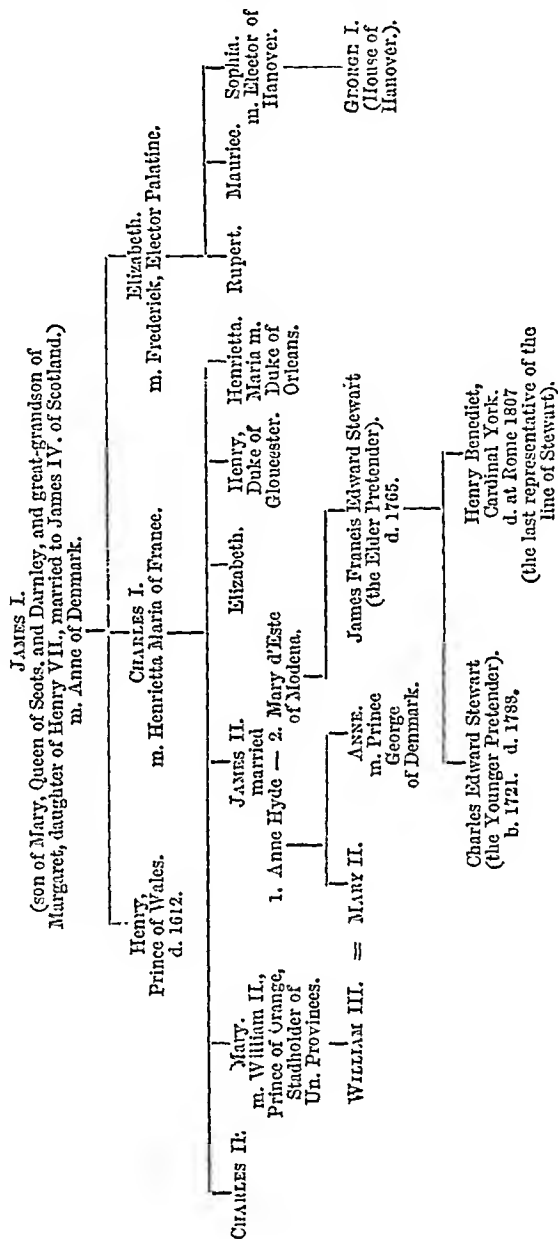 JAMES I.
(son of Mary, Queen of Scots, and Darnley, and great-grandson of
Margaret, daughter of Henry VII., married to James IV. of Scotland.)
m. Anne of Denmark.
Henry,
Prince of Wales.
d. 1612.
CHARLES I.
m. Henrietta Maria of France.
Elizabeth.
m. Frederick, Elector Palatine.
CHARLES II.
Mary.
m. William II.,
Prince of Orange,
Stadholder of
Un. Provinces.
JAMES II.
married
1. Anne Hyde — 2. Mary d'Este
of Modena.
Elizabeth.
Henry,
Duke of
Gloucester.
Henrietta
Maria m.
Duke of
Orleans.
Rupert.
Maurice.
Sophia.
m. Elector of
Hanover.
WILLIAM III. = MARY II.
ANNE.
m. Prince
George
of Denmark.
James Francis Edward Stewart
(the Elder Pretender).
d. 1765.
GEORGE I.
(House of
Hanover.).
Charles Edward Stewart
(the Younger Pretender).
b. 1721. d. 1788.
Henry Benedict,
Cardinal York.
d. at Rome 1807
(the last representative of the
line of Stewart).